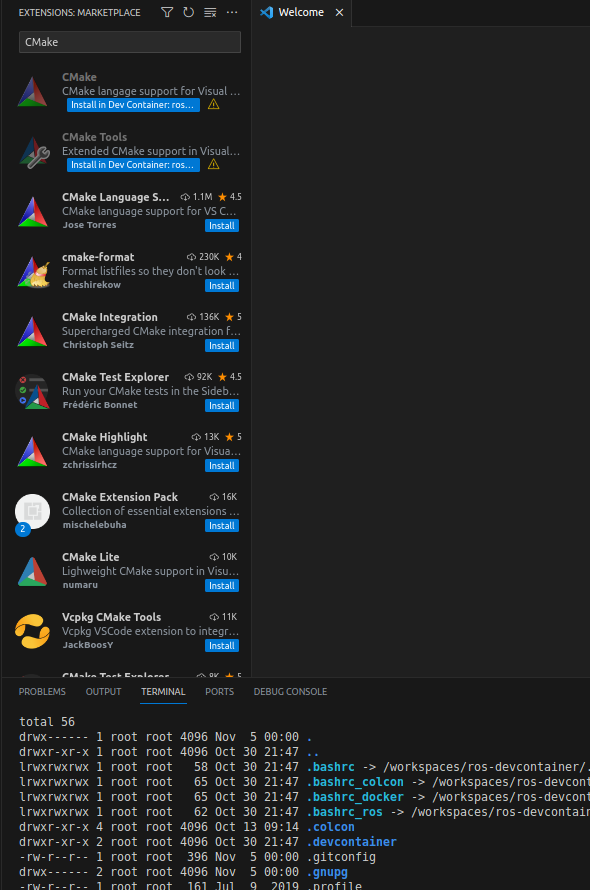 EXTENSIONS: MARKETPLACE
Welcome
CMake
CMake
CMake langage support for Visual ...
Install in Dev Container: ros...
CMake Tools
Extended CMake support in Visual...
Install in Dev Container: ros...
CMake Language S... 1.1M 4.5
CMake language support for VS C...
Jose Torres Install
cmake-format 230K 4
Format listfiles so they don't look ...
cheshirekow Install
CMake Integration 136K 5
Supercharged CMake integration f...
Christoph Seitz Install
CMake Test Explorer 92K 4.5
Run your CMake tests in the Sideb...
Frédéric Bonnet Install
CMake Highlight 13K 5
CMake language support for Visua...
zchrissirhcz Install
CMake Extension Pack 16K
Collection of essential extensions ...
2 mischelebuha Install
CMake Lite 10K
Lighweight CMake support in Visu...
numaru Install
Vcpkg CMake Tools 11K
Vcpkg VSCode extension to integr...
JackBoosY Install
CMake Test Explorer 8K 5
PROBLEMS OUTPUT TERMINAL PORTS DEBUG CONSOLE
total 56
drwx------ 1 root root 4096 Nov  5 00:00 .
drwxr-xr-x 1 root root 4096 Oct 30 21:47 ..
lrwxrwxrwx 1 root root   58 Oct 30 21:47 .bashrc -> /workspaces/ros-devcontainer/.
lrwxrwxrwx 1 root root   65 Oct 30 21:47 .bashrc_colcon -> /workspaces/ros-devcont
lrwxrwxrwx 1 root root   65 Oct 30 21:47 .bashrc_docker -> /workspaces/ros-devcont
lrwxrwxrwx 1 root root   62 Oct 30 21:47 .bashrc_ros -> /workspaces/ros-devcontain
drwxr-xr-x 4 root root 4096 Oct 13 09:14 .colcon
drwxr-xr-x 2 root root 4096 Oct 30 21:47 .devcontainer
-rw-r--r-- 1 root root  396 Nov  5 00:00 .gitconfig
drwx------ 2 root root 4096 Nov  5 00:00 .gnupg
-rw-r--r-- 1 root root  161 Jul  9  2019 .profile